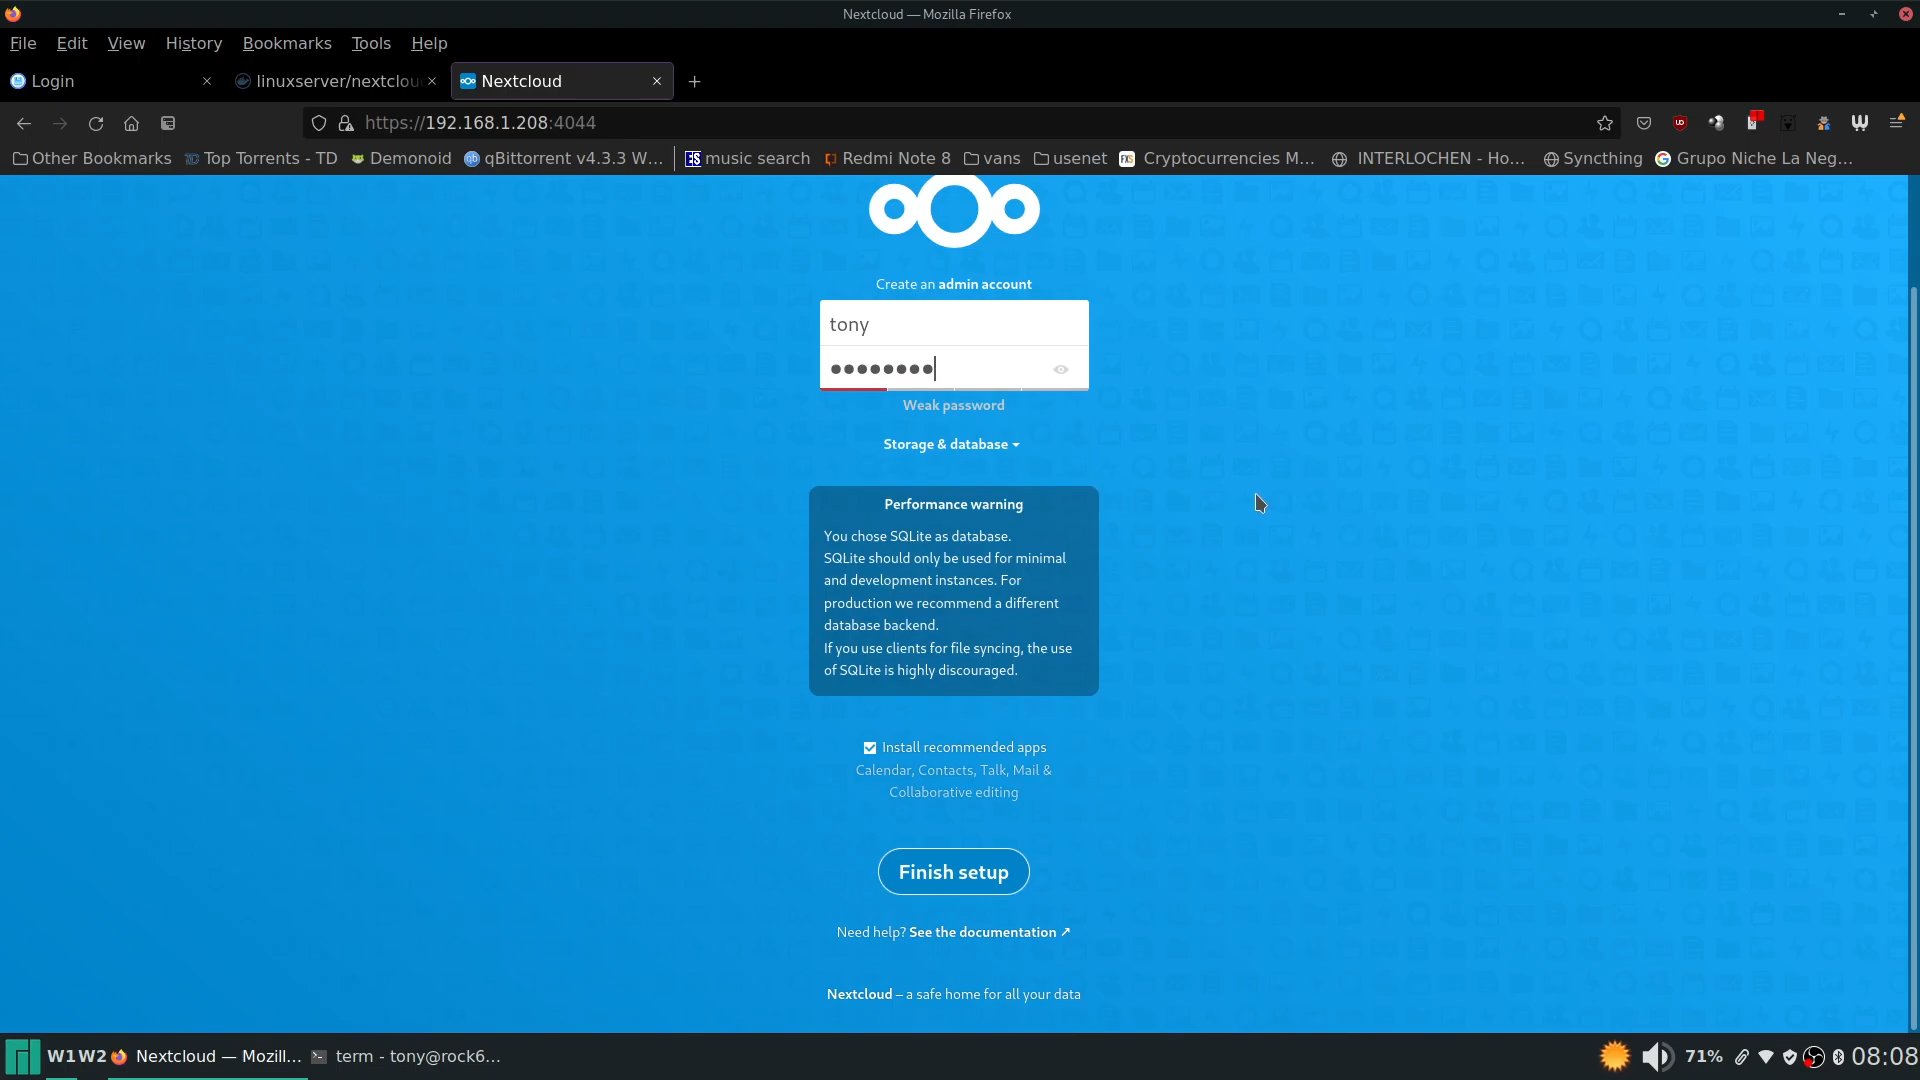 Nextcloud — Mozilla Firefox
File Edit View History Bookmarks Tools Help
Login linuxserver/nextclou Nextcloud
https://192.168.1.208:4044
Other Bookmarks Top Torrents - TD Demonoid qBittorrent v4.3.3 W... music search Redmi Note 8 vans usenet Cryptocurrencies M... INTERLOCHEN - Ho... Syncthing Grupo Niche La Neg...
Create an admin account
tony
Weak password
Storage & database
Performance warning
You chose SQLite as database.
SQLite should only be used for minimal
and development instances. For
production we recommend a different
database backend.
If you use clients for file syncing, the use
of SQLite is highly discouraged.
Install recommended apps
Calendar, Contacts, Talk, Mail &
Collaborative editing
Finish setup
Need help? See the documentation ↗
Nextcloud – a safe home for all your data
W1 W2 Nextcloud — Mozill... term - tony@rock6... 71% 08:08